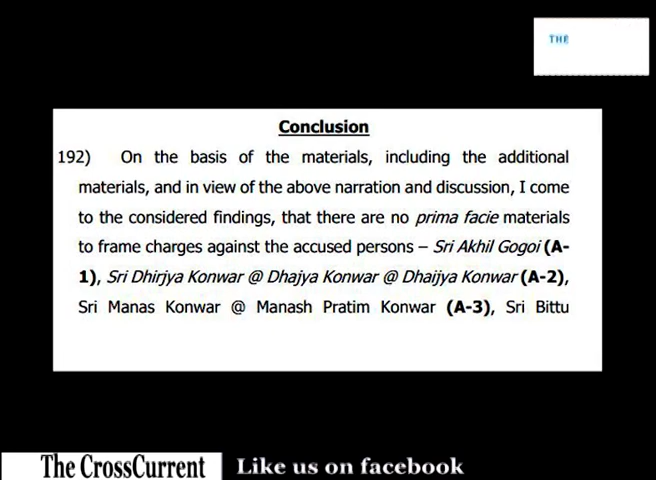 THE
Conclusion
192) On the basis of the materials, including the additional
materials, and in view of the above narration and discussion, I come
to the considered findings, that there are no prima facie materials
to frame charges against the accused persons – Sri Akhil Gogoi (A-
1), Sri Dhirjya Konwar @ Dhajya Konwar @ Dhaijya Konwar (A-2),
Sri Manas Konwar @ Manash Pratim Konwar (A-3), Sri Bittu
The CrossCurrent Like us on facebook